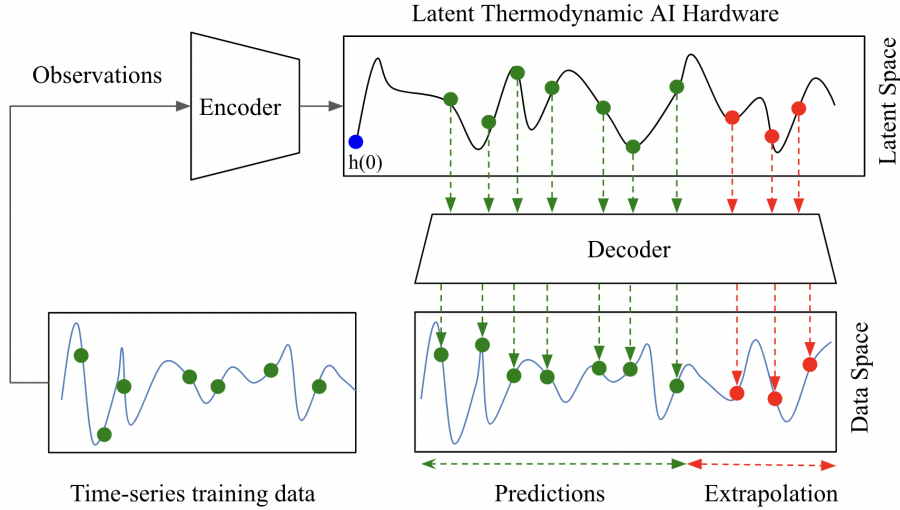 Latent Thermodynamic AI Hardware
Observations
Encoder
h(0)
Latent Space
Decoder
Data Space
Time-series training data
Predictions
Extrapolation